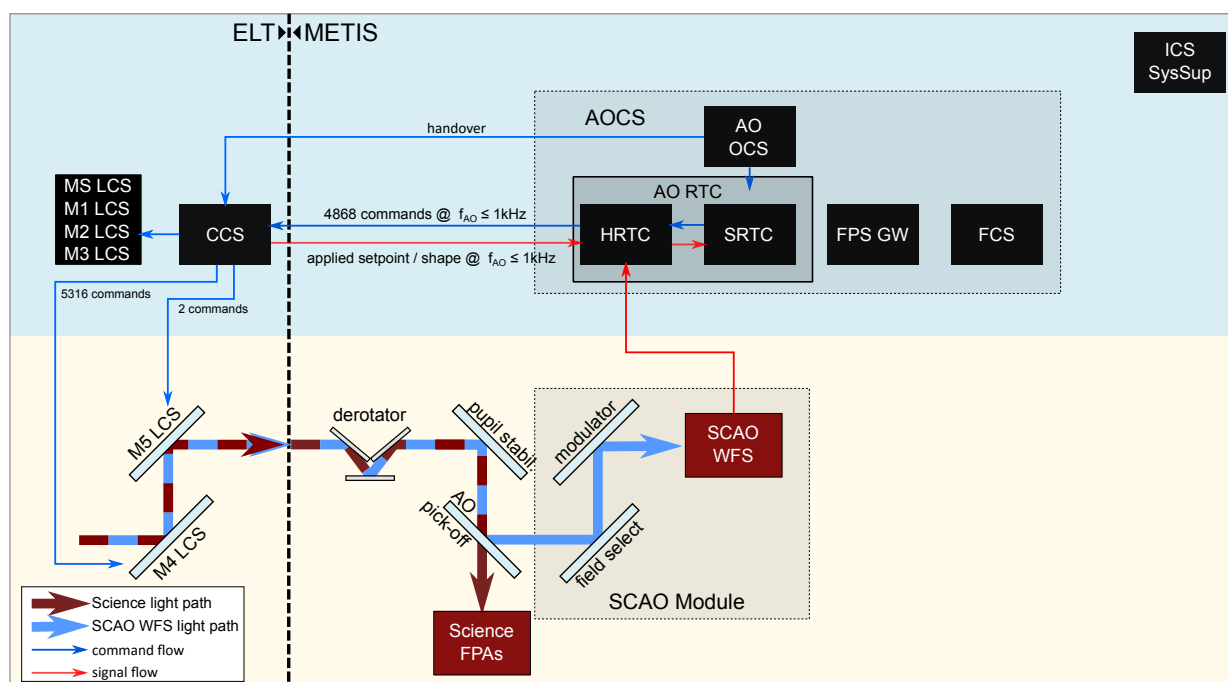 ELT
METIS
ICS
SysSup
AOCS
AO
OCS
handover
MS LCS
M1 LCS
M2 LCS
M3 LCS
CCS
4868 commands @ fAO ≤ 1kHz
applied setpoint / shape @ fAO ≤ 1kHz
AO RTC
HRTC
SRTC
FPS GW
FCS
5316 commands
2 commands
M5 LCS
M4 LCS
derotator
pupil stabil
AO
pick-off
modulator
field select
SCAO
WFS
SCAO Module
Science
FPAs
Science light path
SCAO WFS light path
command flow
signal flow